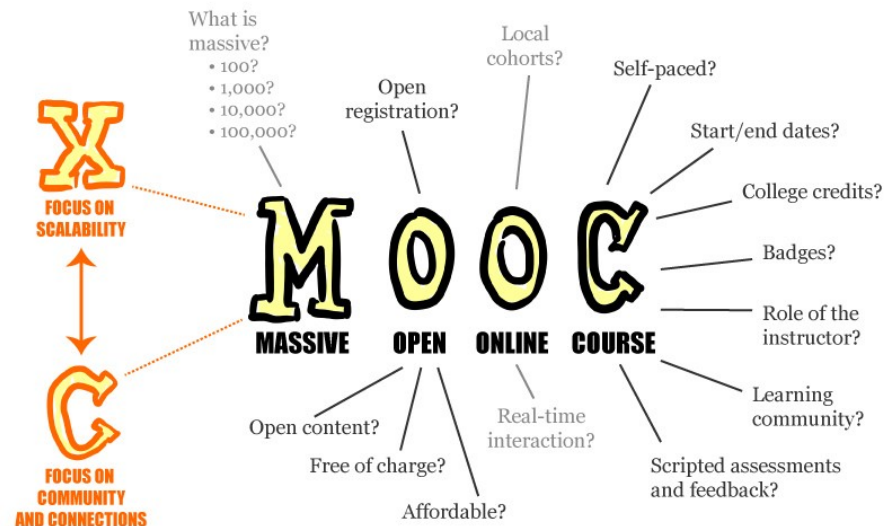 What is
massive?
• 100?
• 1,000?
• 10,000?
• 100,000?
Open
registration?
Local
cohorts?
Self-paced?
Start/end dates?
College credits?
Badges?
Role of the
instructor?
Learning
community?
Scripted assessments
and feedback?
X
FOCUS ON
SCALABILITY
C
FOCUS ON
COMMUNITY
AND CONNECTIONS
MOOC
MASSIVE OPEN ONLINE COURSE
Open content?
Free of charge?
Affordable?
Real-time
interaction?